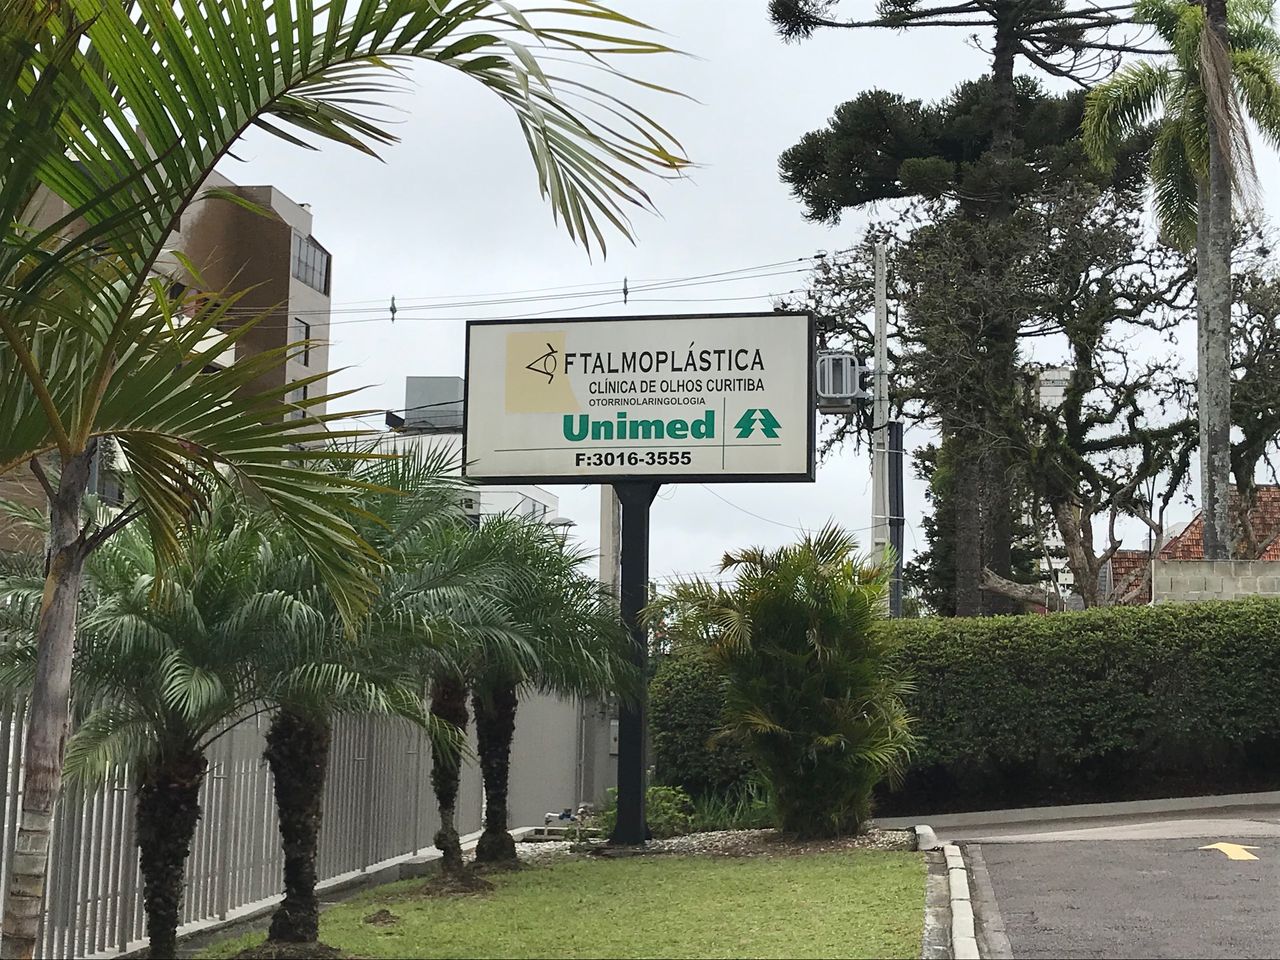 FTALMOPLÁSTICA
CLÍNICA DE OLHOS CURITIBA
OTORRINOLARINGOLOGIA
Unimed
F:3016-3555